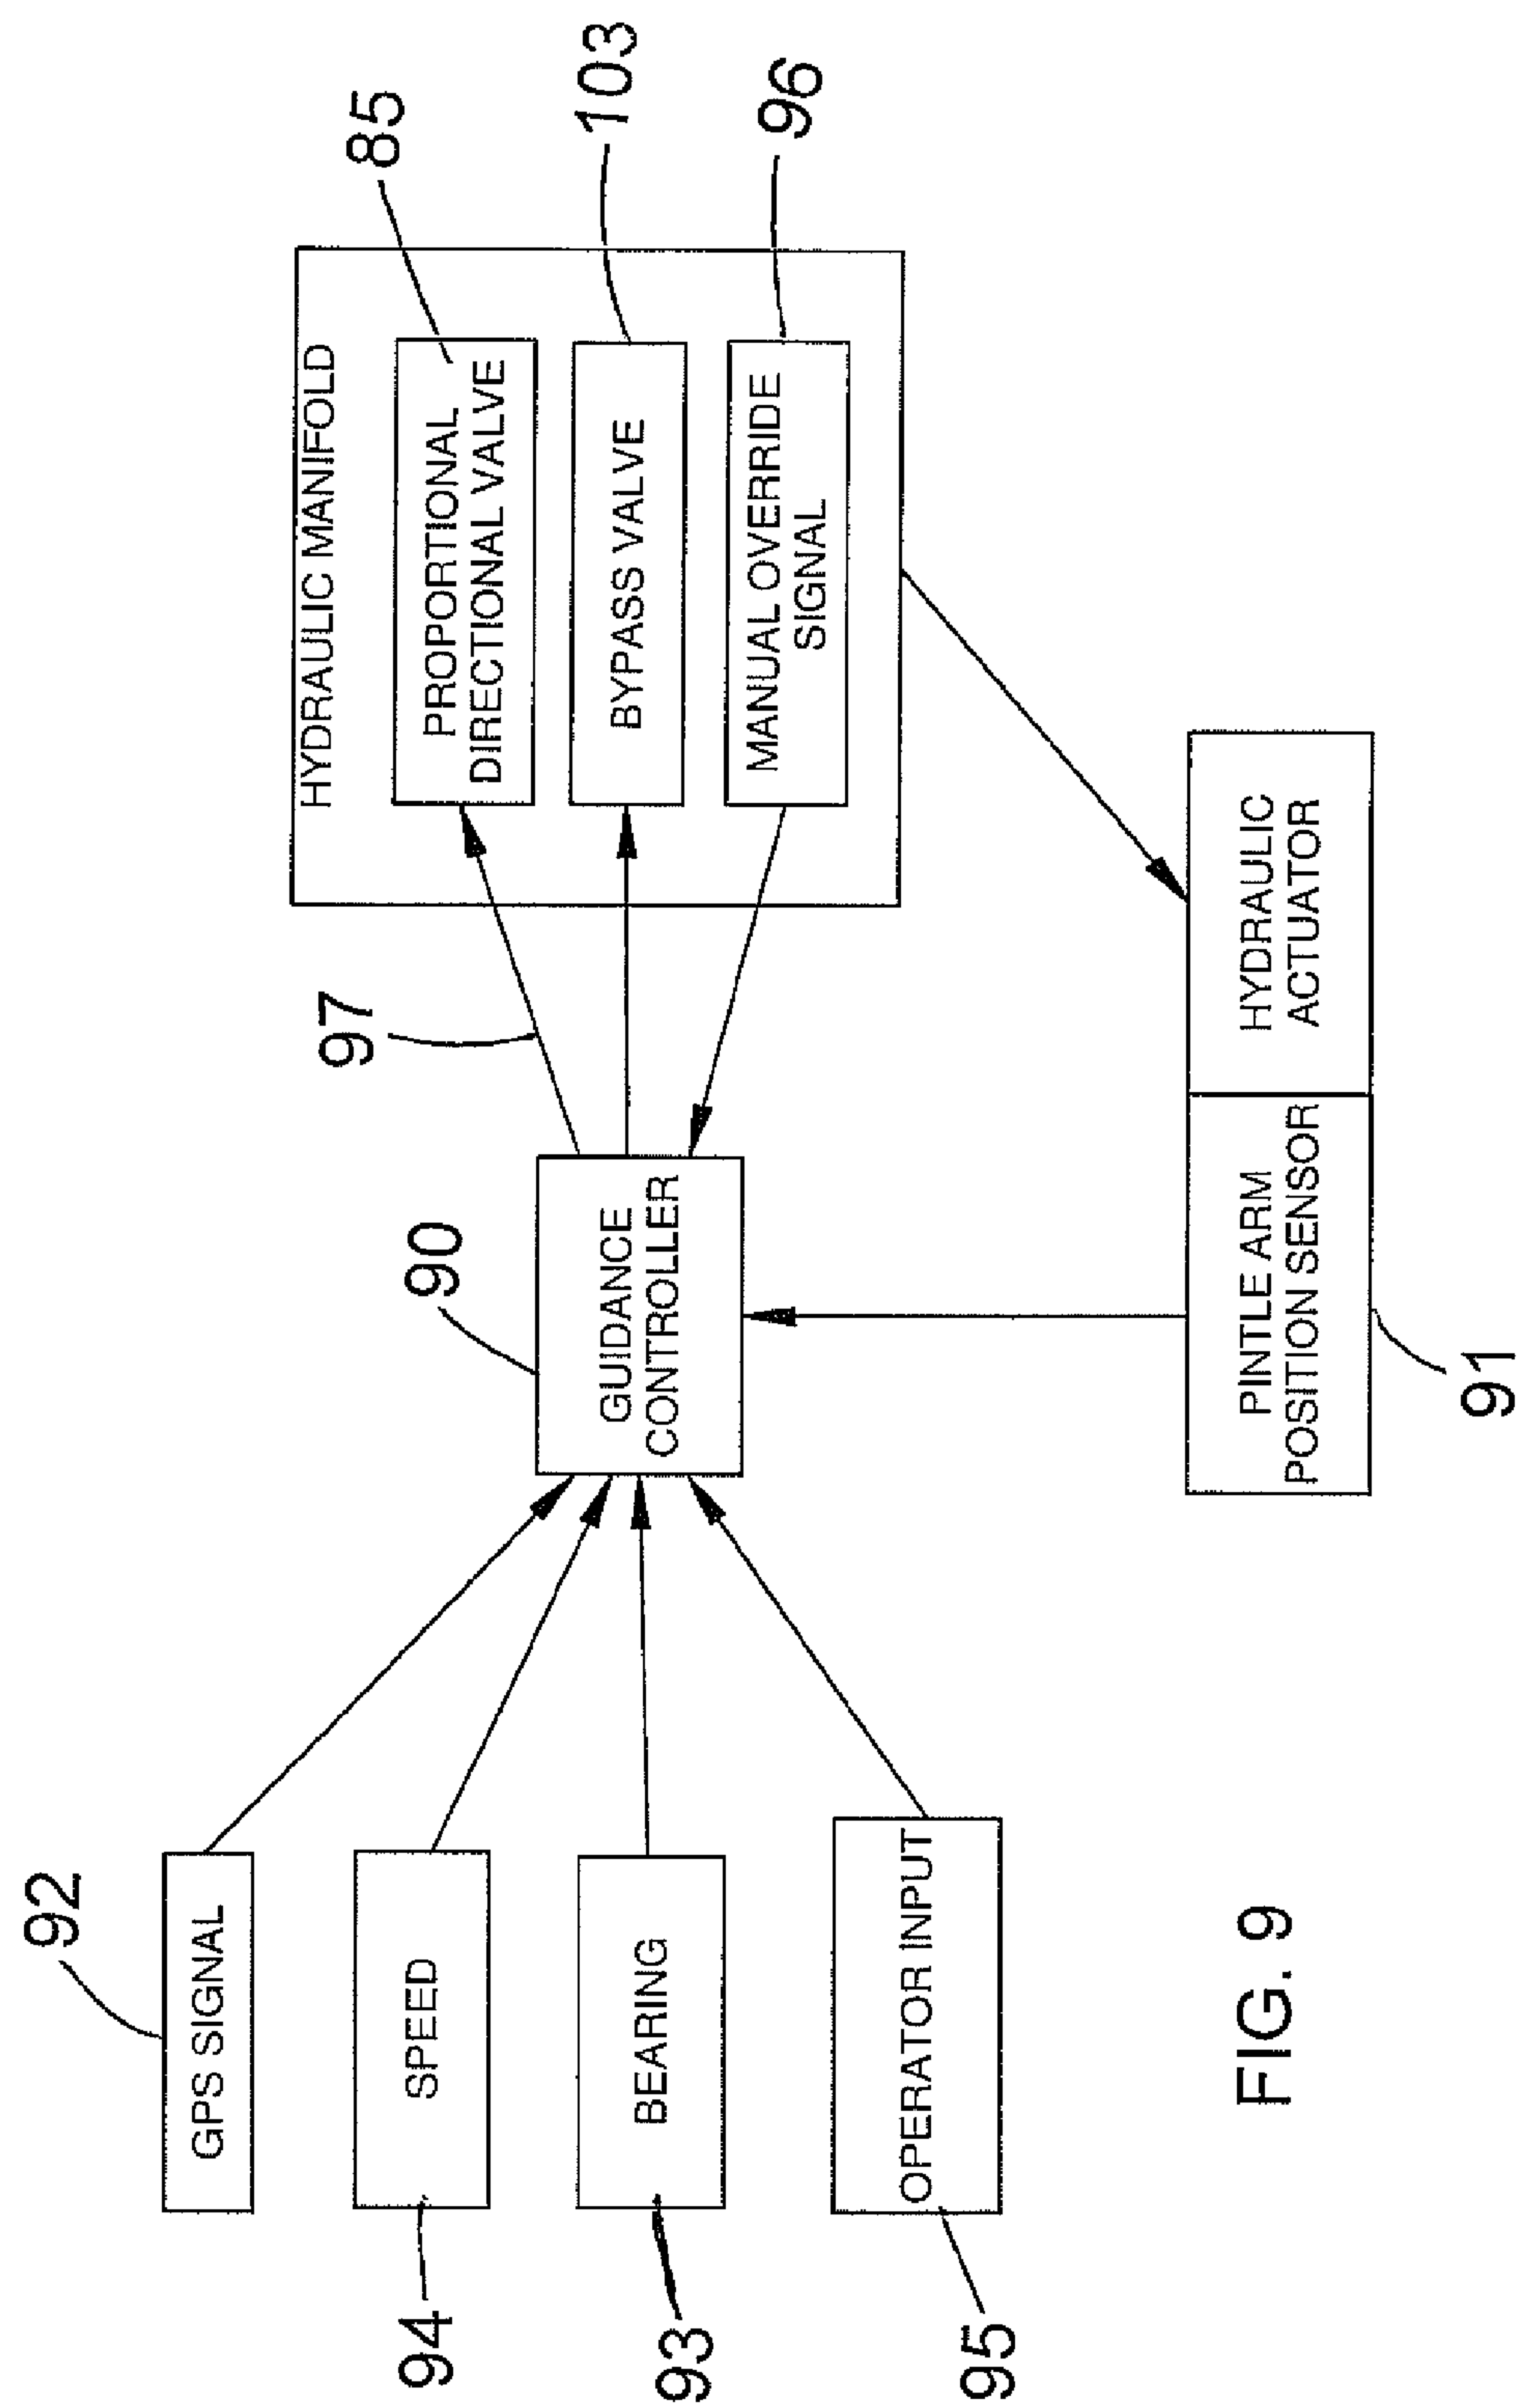 92
GPS SIGNAL
94
SPEED
93
BEARING
95
OPERATOR INPUT
90
GUIDANCE
CONTROLLER
97
HYDRAULIC MANIFOLD
85
PROPORTIONAL
DIRECTIONAL VALVE
103
BYPASS VALVE
96
MANUAL OVERRIDE
SIGNAL
PINTLE ARM
POSITION SENSOR
91
HYDRAULIC
ACTUATOR
FIG. 9